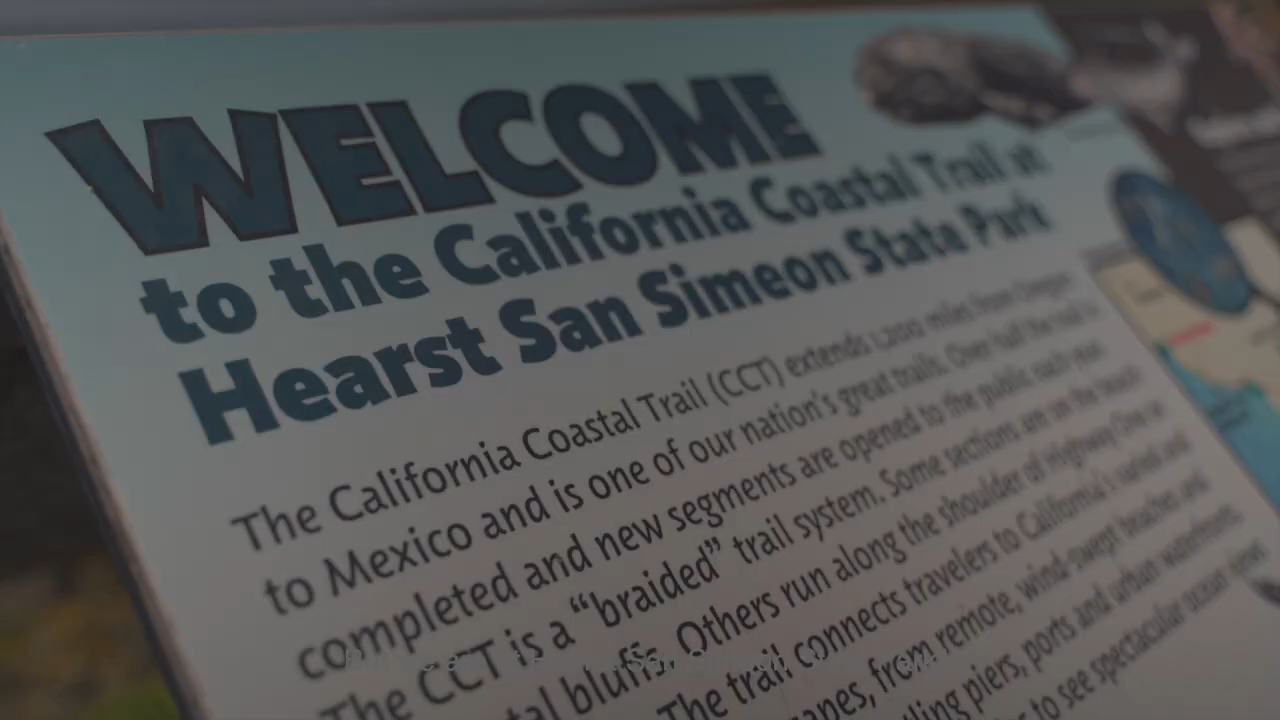 WELCOME
to the California Coastal Trail at
Hearst San Simeon State Park
The California Coastal Trail (CCT) extends 1,200 miles from Oregon
to Mexico and is one of our nation's great trails. Over half the trail is
completed and new segments are opened to the public each year.
The CCT is a “braided” trail system. Some sections are on the beach
tal bluffs. Others run along the shoulder of Highway One in
The trail connects travelers to California's varied and
apes, from remote, wind-swept beaches and
tling piers, ports and urban waterfronts.
to see spectacular ocean views